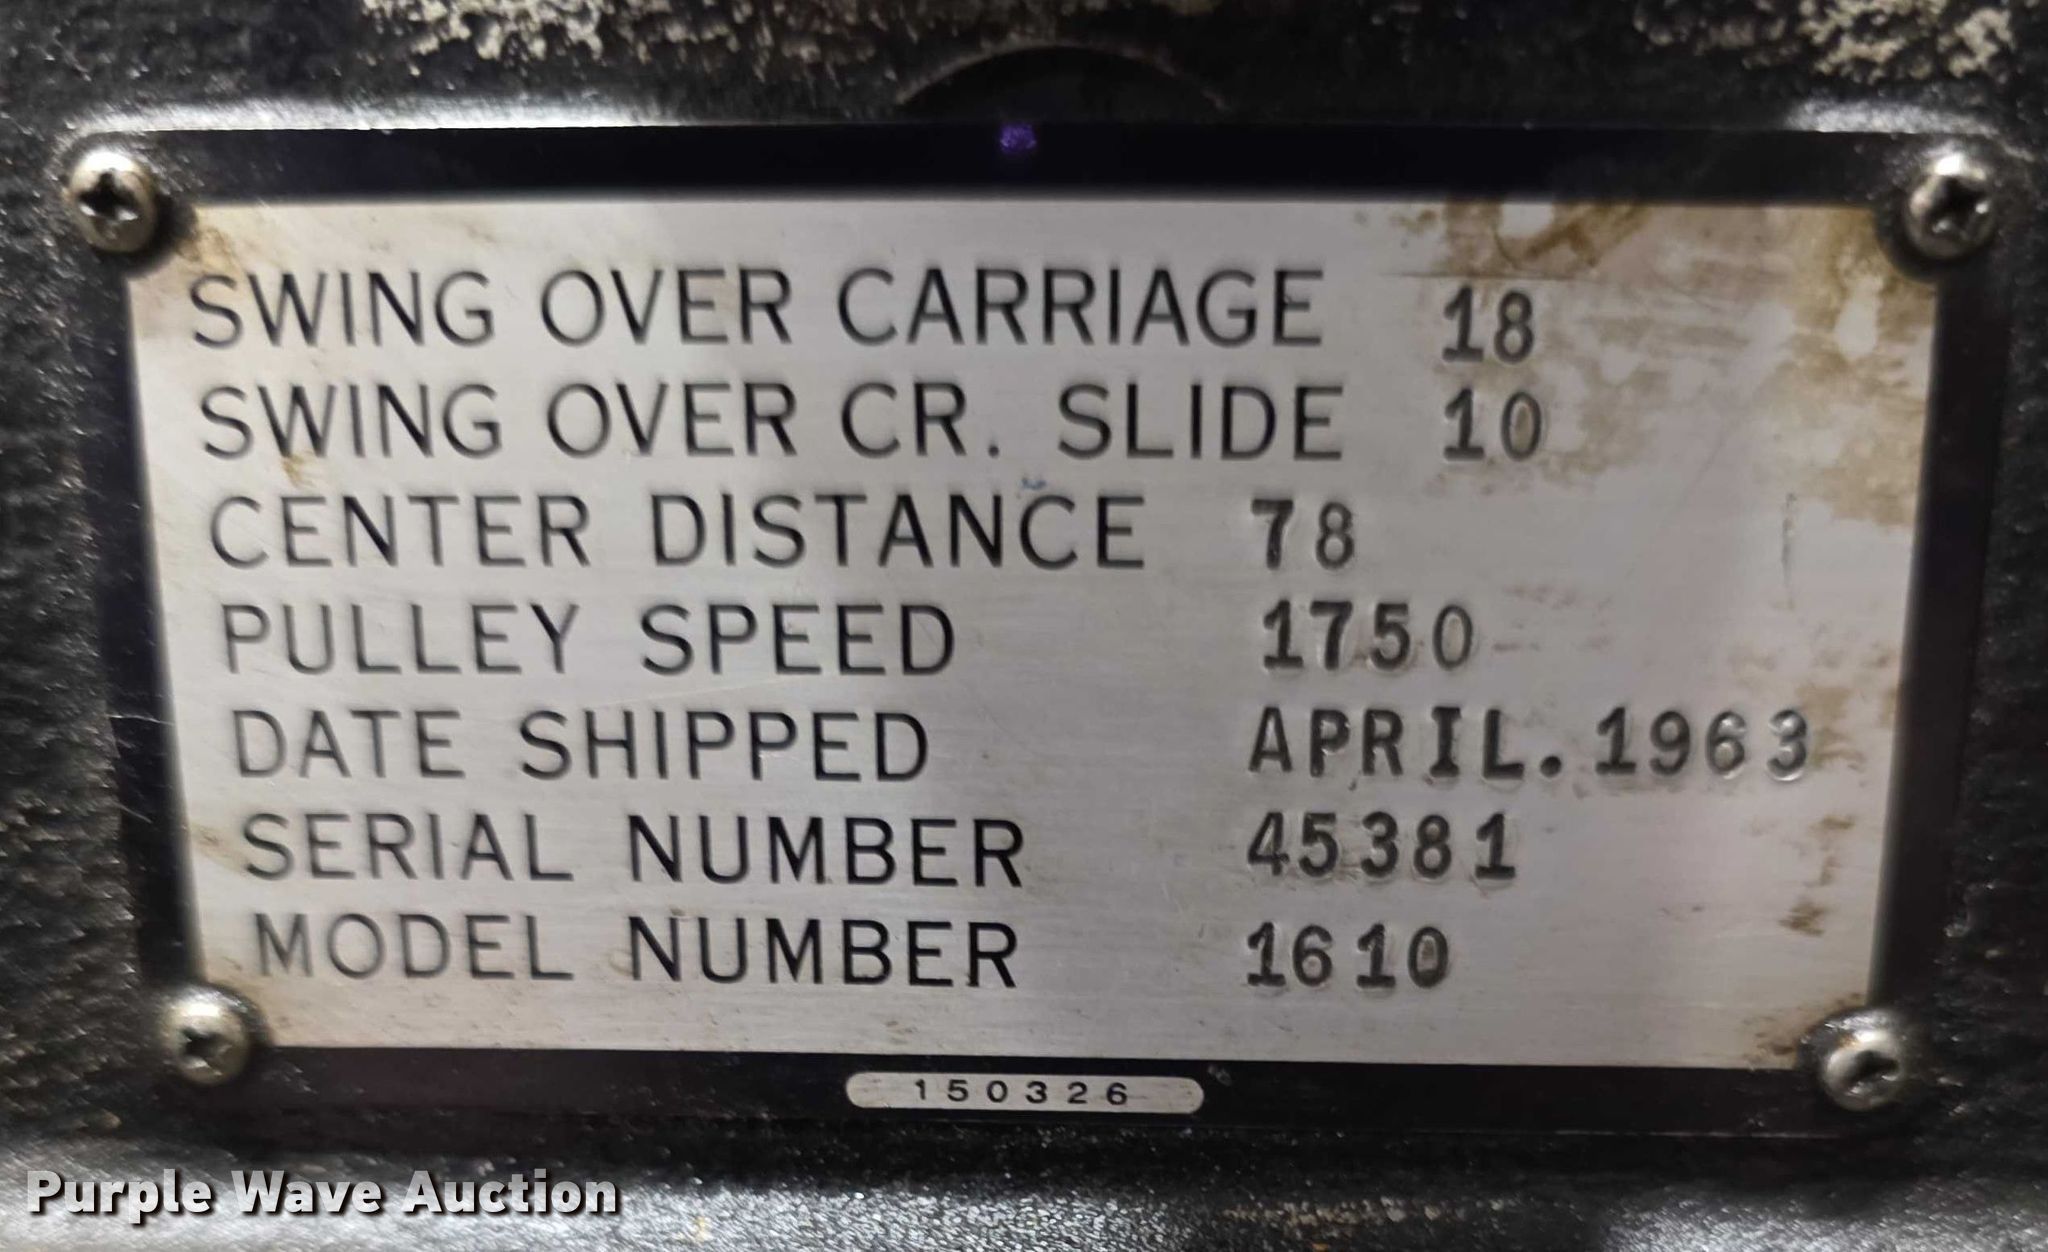 SWING OVER CARRIAGE 18
SWING OVER CR. SLIDE 10
CENTER DISTANCE 78
PULLEY SPEED 1750
DATE SHIPPED APRIL.1963
SERIAL NUMBER 45381
MODEL NUMBER 1610
150326
Purple Wave Auction